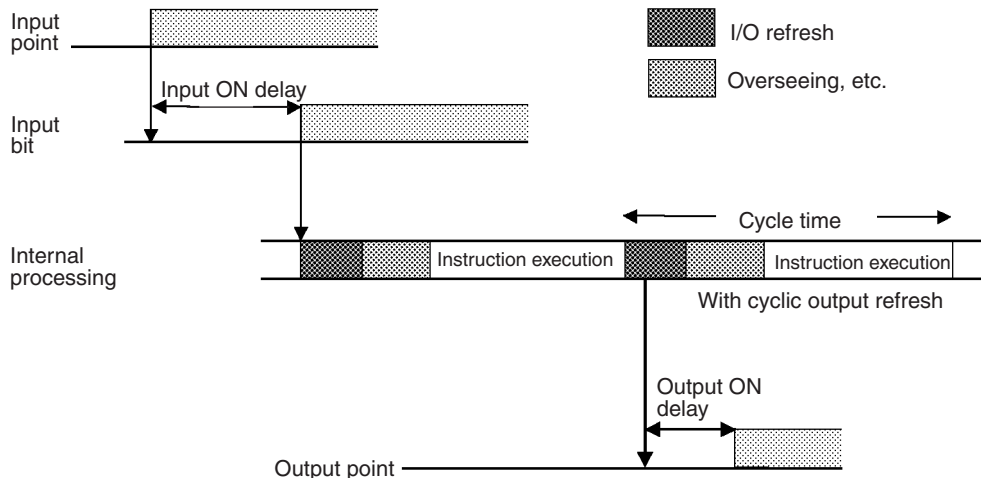 Input
point
I/O refresh
Overseeing, etc.
Input ON delay
Input
bit
Cycle time
Internal
processing
Instruction execution
Instruction execution
With cyclic output refresh
Output ON
delay
Output point